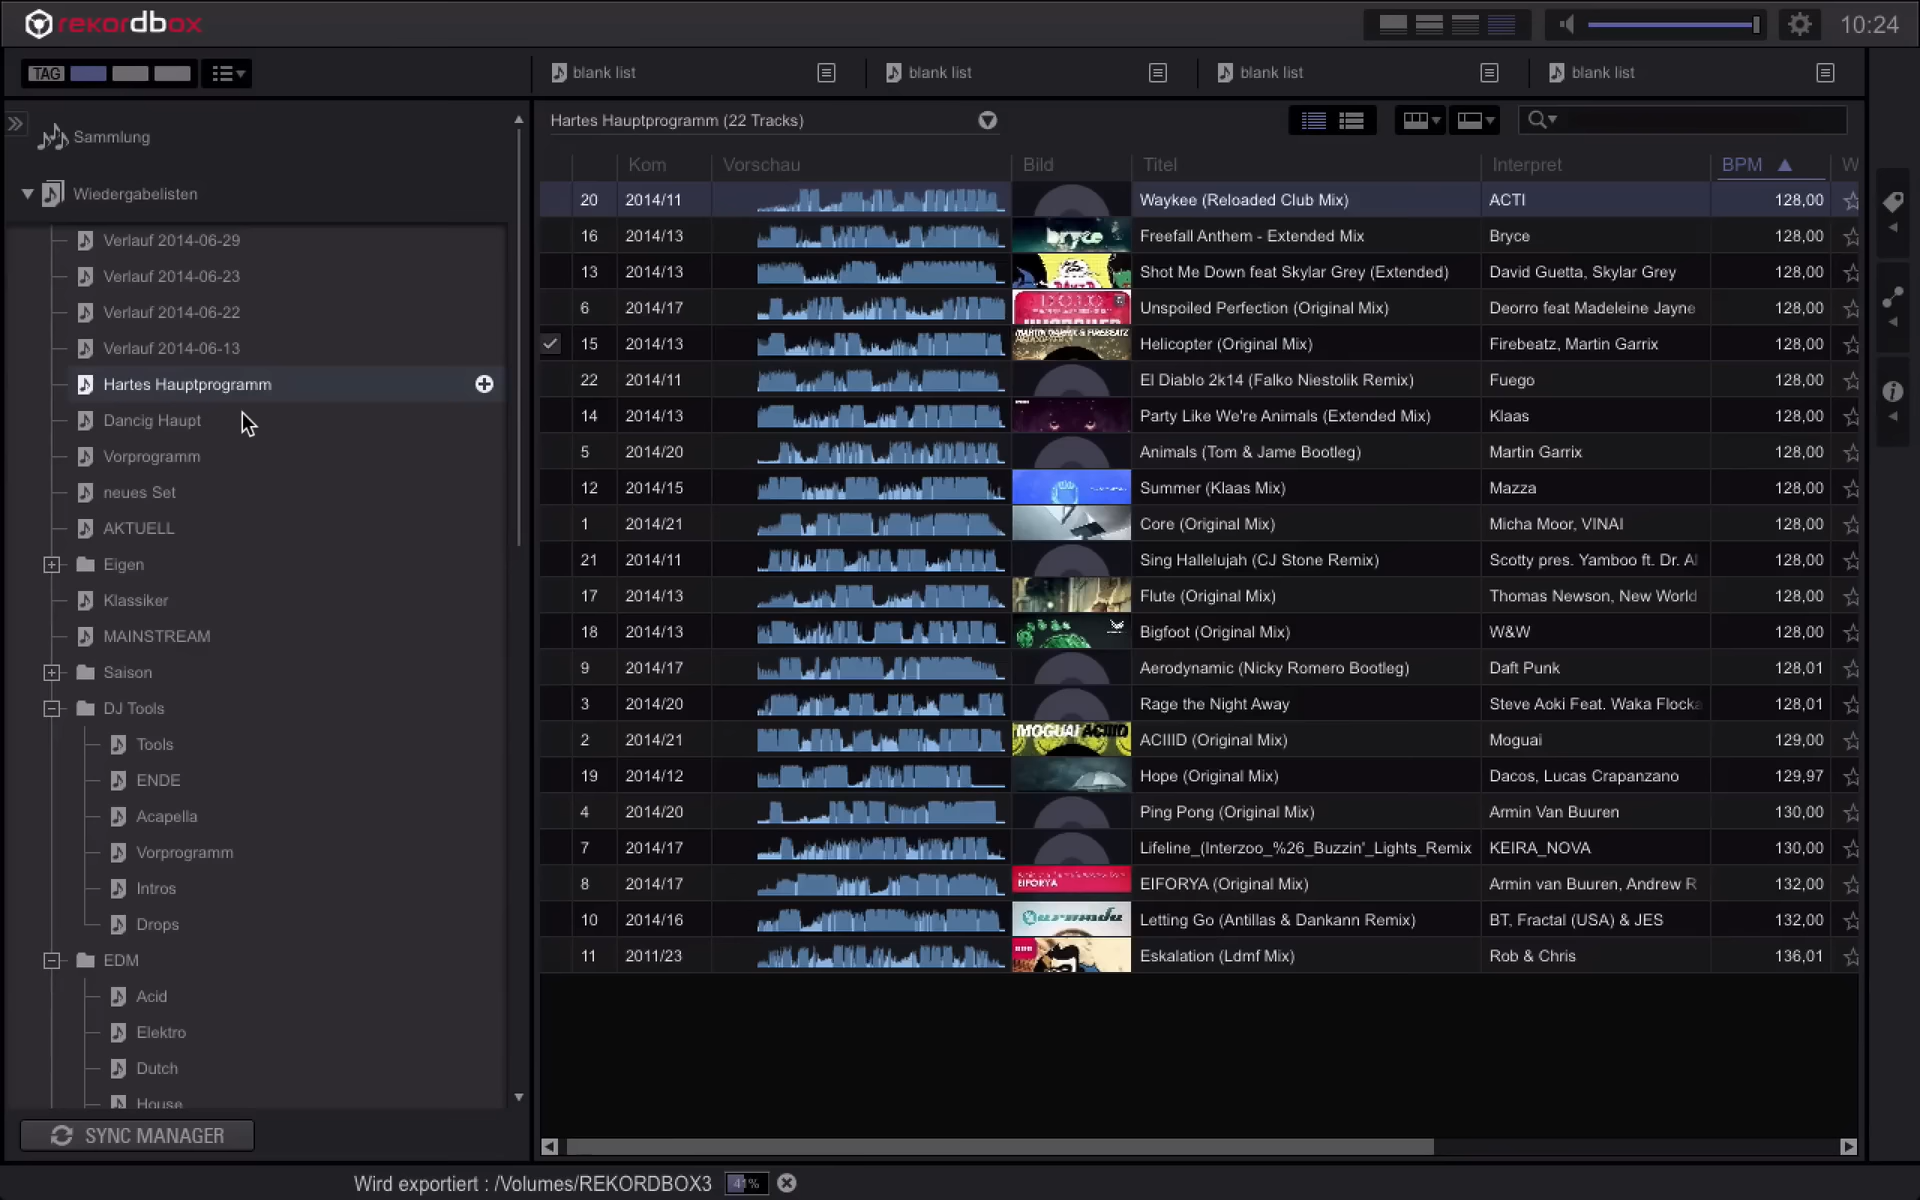 rekordbox
10:24
TAG
blank list
blank list
blank list
blank list
Sammlung
Wiedergabelisten
Verlauf 2014-06-29
Verlauf 2014-06-23
Verlauf 2014-06-22
Verlauf 2014-06-13
Hartes Hauptprogramm
Dancig Haupt
Vorprogramm
neues Set
AKTUELL
Eigen
Klassiker
MAINSTREAM
Saison
DJ Tools
Tools
ENDE
Acapella
Vorprogramm
Intros
Drops
EDM
Acid
Elektro
Dutch
House
SYNC MANAGER
Hartes Hauptprogramm (22 Tracks)
Kom Vorschau Bild Titel Interpret BPM W
20 2014/11 Waykee (Reloaded Club Mix) ACTI 128,00
16 2014/13 bryce Freefall Anthem - Extended Mix Bryce 128,00
13 2014/13 Shot Me Down feat Skylar Grey (Extended) David Guetta, Skylar Grey 128,00
6 2014/17 Unspoiled Perfection (Original Mix) Deorro feat Madeleine Jayne 128,00
15 2014/13 Helicopter (Original Mix) Firebeatz, Martin Garrix 128,00
22 2014/11 El Diablo 2k14 (Falko Niestolik Remix) Fuego 128,00
14 2014/13 Party Like We're Animals (Extended Mix) Klaas 128,00
5 2014/20 Animals (Tom & Jame Bootleg) Martin Garrix 128,00
12 2014/15 Summer (Klaas Mix) Mazza 128,00
1 2014/21 Core (Original Mix) Micha Moor, VINAI 128,00
21 2014/11 Sing Hallelujah (CJ Stone Remix) Scotty pres. Yamboo ft. Dr. Al 128,00
17 2014/13 Flute (Original Mix) Thomas Newson, New World 128,00
18 2014/13 Bigfoot (Original Mix) W&W 128,00
9 2014/17 Aerodynamic (Nicky Romero Bootleg) Daft Punk 128,01
3 2014/20 Rage the Night Away Steve Aoki Feat. Waka Flocka 128,01
2 2014/21 MOGUAI ACIIID ACIIID (Original Mix) Moguai 129,00
19 2014/12 Hope (Original Mix) Dacos, Lucas Crapanzano 129,97
4 2014/20 Ping Pong (Original Mix) Armin Van Buuren 130,00
7 2014/17 Lifeline_(Interzoo_%26_Buzzin'_Lights_Remix KEIRA_NOVA 130,00
8 2014/17 EIFORYA EIFORYA (Original Mix) Armin van Buuren, Andrew R 132,00
10 2014/16 armada Letting Go (Antillas & Dankann Remix) BT, Fractal (USA) & JES 132,00
11 2011/23 Eskalation (Ldmf Mix) Rob & Chris 136,01
Wird exportiert : /Volumes/REKORDBOX3 41%